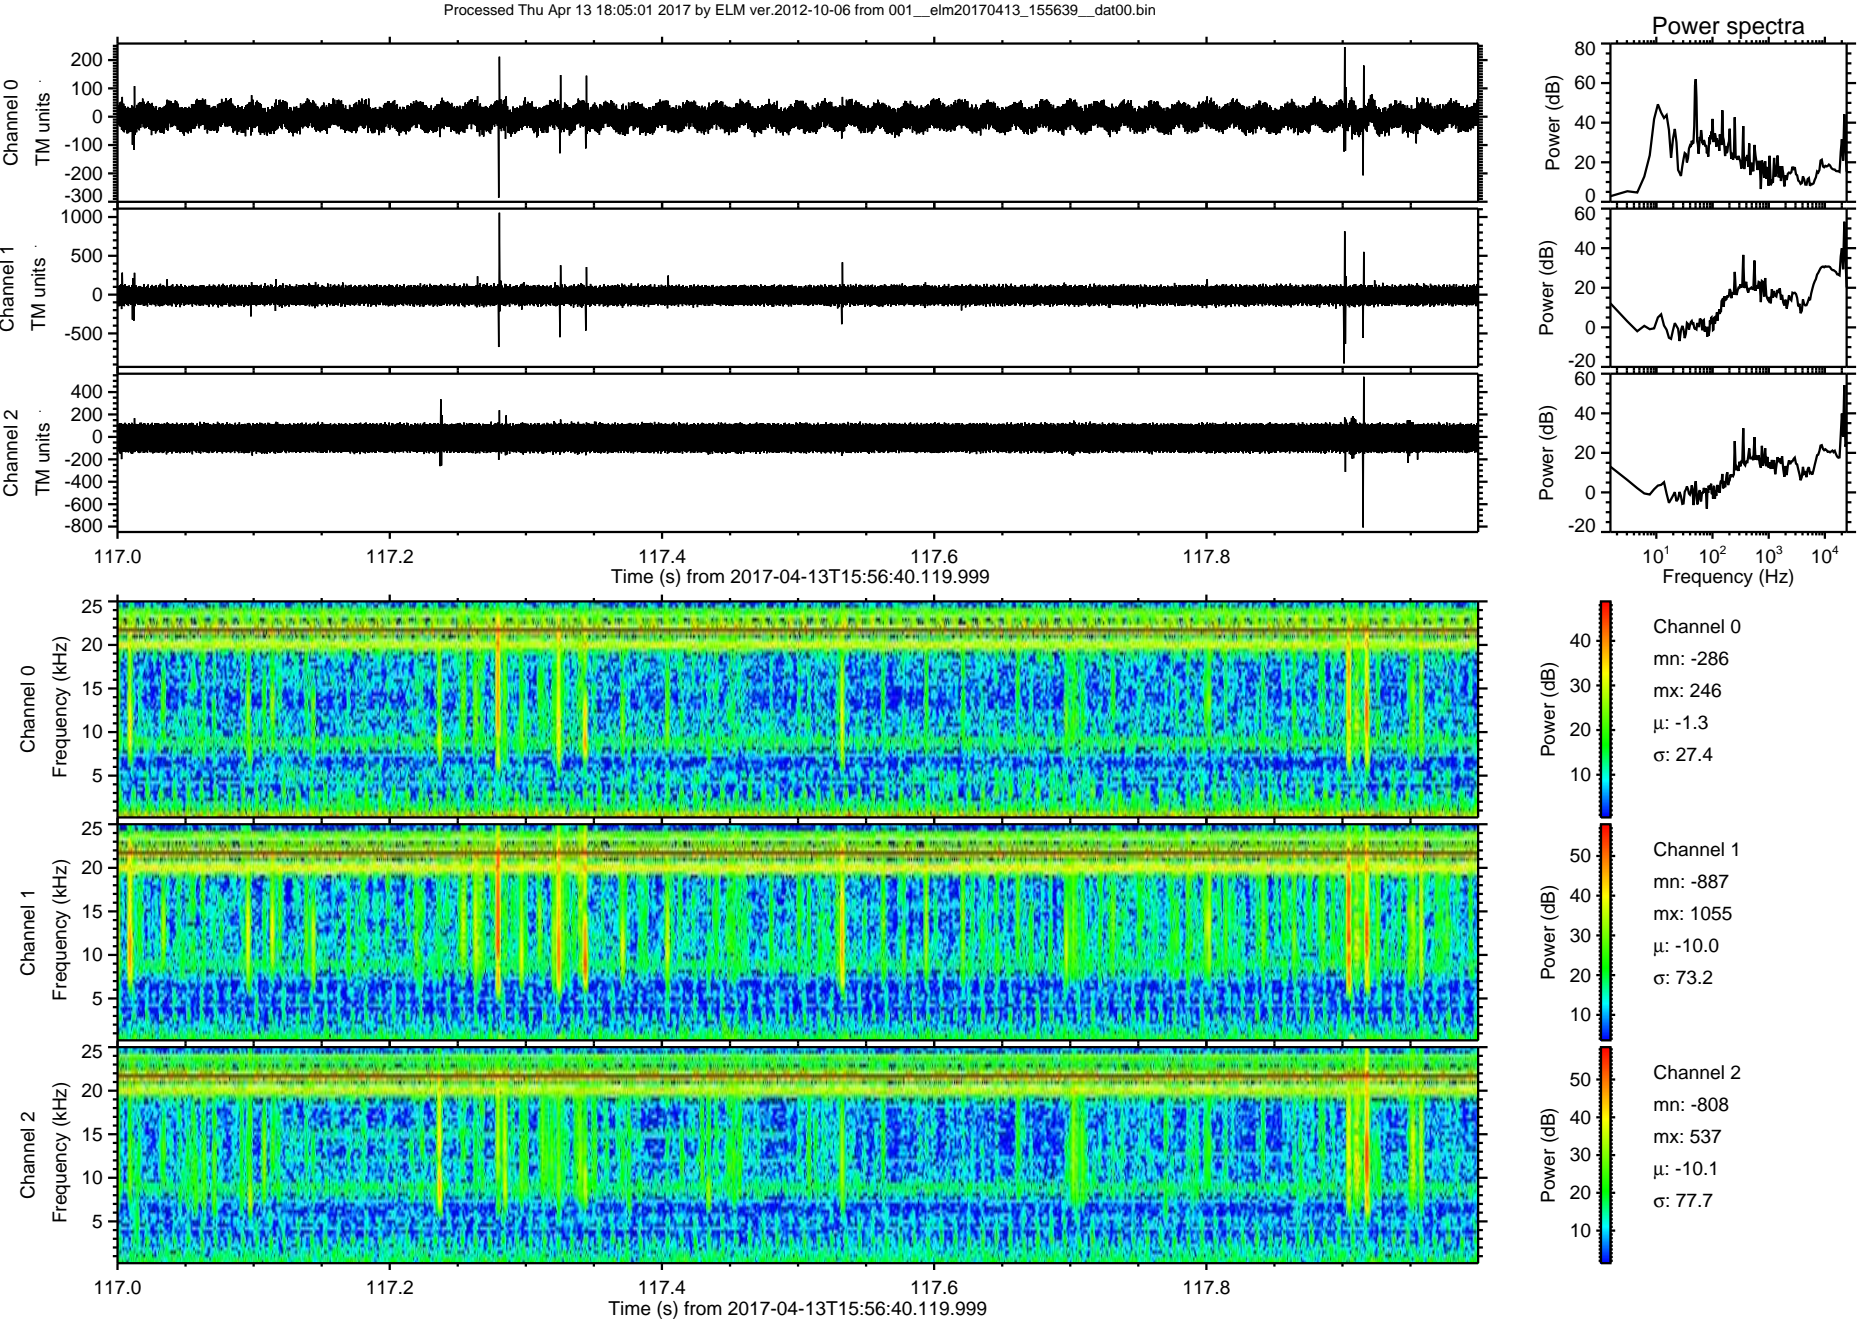 Processed Thu Apr 13 18:05:01 2017 by ELM ver.2012-10-06 from 001__elm20170413_155639__dat00.bin
Power spectra
Channel 0
TM units
200
100
0
-100
-200
-300
Power (dB)
80
60
40
20
0
Channel 1
TM units
1000
500
0
-500
Power (dB)
60
40
20
0
-20
Channel 2
TM units
400
200
0
-200
-400
-600
-800
Power (dB)
60
40
20
0
-20
117.0 117.2 117.4 117.6 117.8
Time (s) from 2017-04-13T15:56:40.119.999
10¹ 10² 10³ 10⁴
Frequency (Hz)
Channel 0
Frequency (kHz)
25
20
15
10
5
Power (dB)
40
30
20
10
Channel 0
mn: -286
mx: 246
μ: -1.3
σ: 27.4
Channel 1
Frequency (kHz)
25
20
15
10
5
Power (dB)
50
40
30
20
10
Channel 1
mn: -887
mx: 1055
μ: -10.0
σ: 73.2
Channel 2
Frequency (kHz)
25
20
15
10
5
Power (dB)
50
40
30
20
10
Channel 2
mn: -808
mx: 537
μ: -10.1
σ: 77.7
117.0 117.2 117.4 117.6 117.8
Time (s) from 2017-04-13T15:56:40.119.999